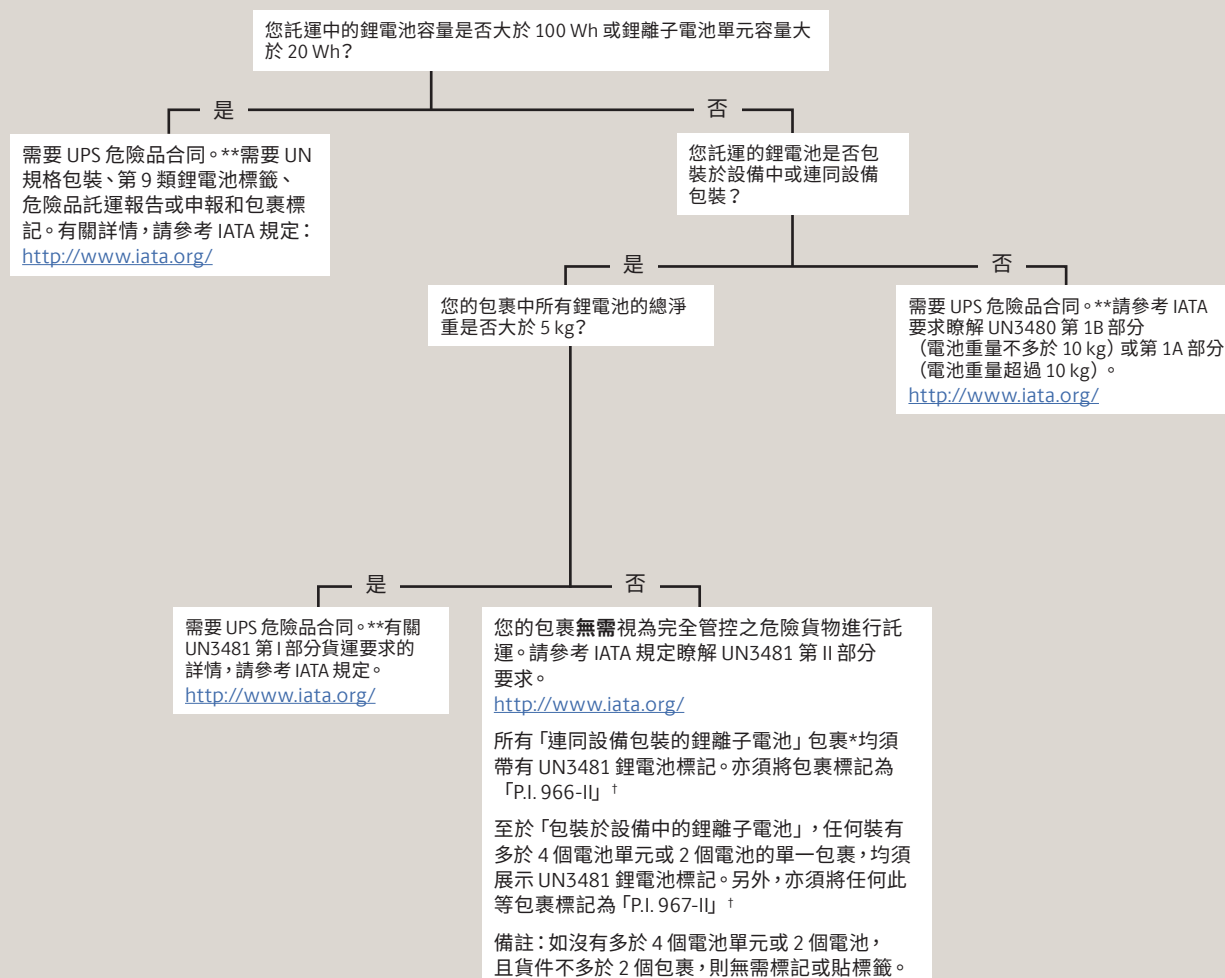 您託運中的鋰電池容量是否大於 100 Wh 或鋰離子電池單元容量大
於 20 Wh？
是
否
需要 UPS 危險品合同。**需要 UN
規格包裝、第 9 類鋰電池標籤、
危險品託運報告或申報和包裹標
記。有關詳情，請參考 IATA 規定：
http://www.iata.org/
您託運的鋰電池是否包
裝於設備中或連同設備
包裝？
是
否
您的包裹中所有鋰電池的總淨
重是否大於 5 kg？
需要 UPS 危險品合同。**請參考 IATA
要求瞭解 UN3480 第 1B 部分
（電池重量不多於 10 kg）或第 1A 部分
（電池重量超過 10 kg）。
http://www.iata.org/
是
否
需要 UPS 危險品合同。**有關
UN3481 第 I 部分貨運要求的
詳情，請參考 IATA 規定。
http://www.iata.org/
您的包裹無需視為完全管控之危險貨物進行託
運。請參考 IATA 規定瞭解 UN3481 第 II 部分
要求。
http://www.iata.org/
所有「連同設備包裝的鋰離子電池」包裹*均須
帶有 UN3481 鋰電池標記。亦須將包裹標記為
「P.I. 966-II」†
至於「包裝於設備中的鋰離子電池」，任何裝有
多於 4 個電池單元或 2 個電池的單一包裹，均須
展示 UN3481 鋰電池標記。另外，亦須將任何此
等包裹標記為「P.I. 967-II」†
備註：如沒有多於 4 個電池單元或 2 個電池，
且貨件不多於 2 個包裹，則無需標記或貼標籤。